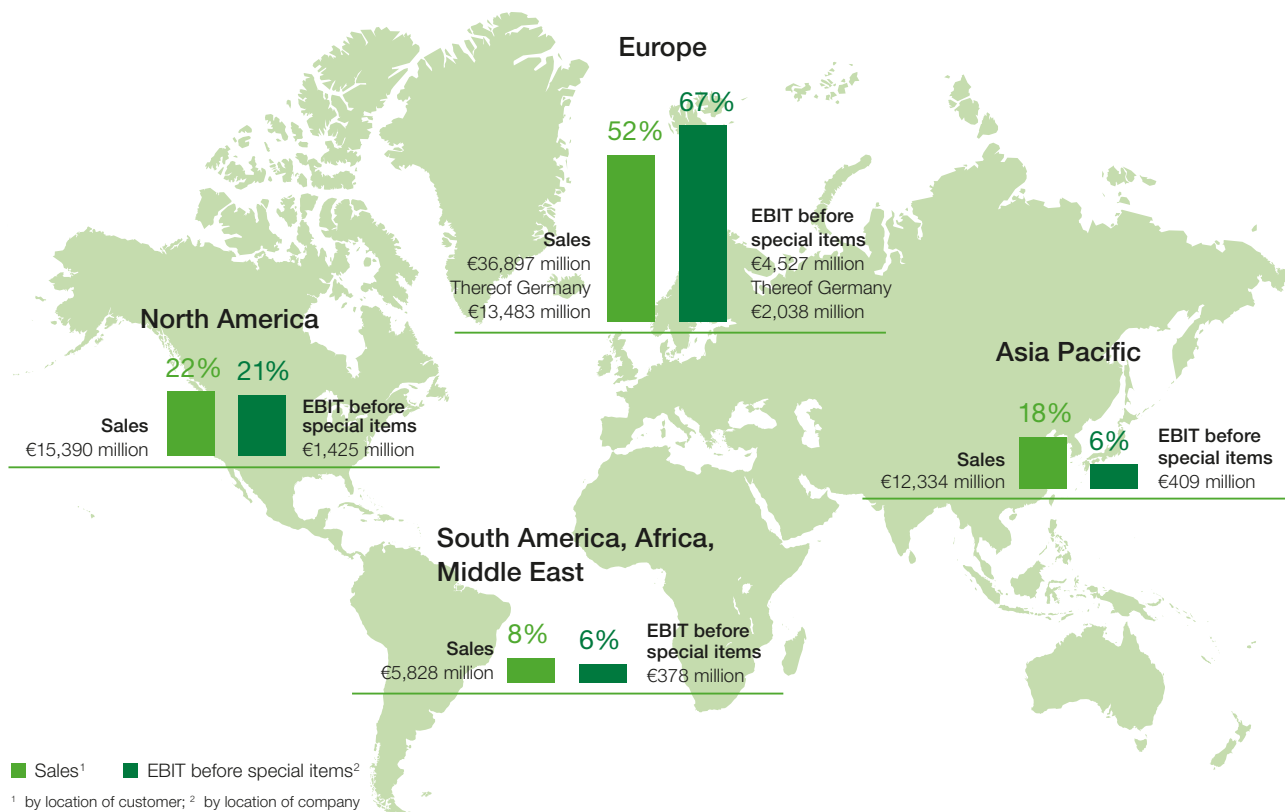 Europe
52%
67%
Sales
€36,897 million
Thereof Germany
€13,483 million
EBIT before
special items
€4,527 million
Thereof Germany
€2,038 million
North America
22%
21%
Sales
€15,390 million
EBIT before
special items
€1,425 million
Asia Pacific
18%
6%
Sales
€12,334 million
EBIT before
special items
€409 million
South America, Africa,
Middle East
8%
6%
Sales
€5,828 million
EBIT before
special items
€378 million
Sales¹
EBIT before special items²
¹ by location of customer; ² by location of company